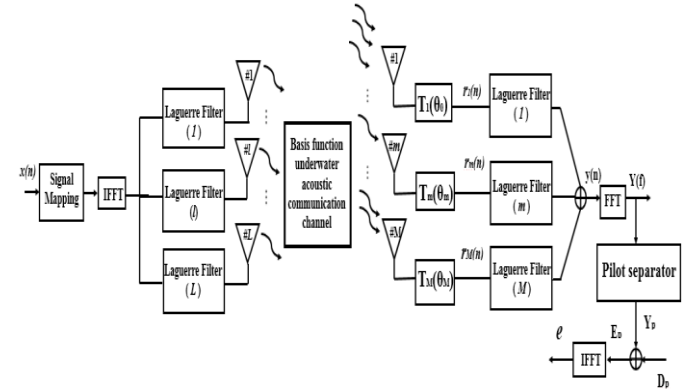 x(n)
Signal
Mapping
IFFT
Laguerre Filter
(1)
Laguerre Filter
(l)
Laguerre Filter
(L)
#1
#l
#L
Basis function
underwater
acoustic
communication
channel
#1
#m
#M
T1(θ0)
Tm(θm)
TM(θM)
r1(n)
rm(n)
rM(n)
Laguerre Filter
(1)
Laguerre Filter
(m)
Laguerre Filter
(M)
y(n)
FFT
Y(f)
Pilot separator
Yp
Dp
Ep
IFFT
e